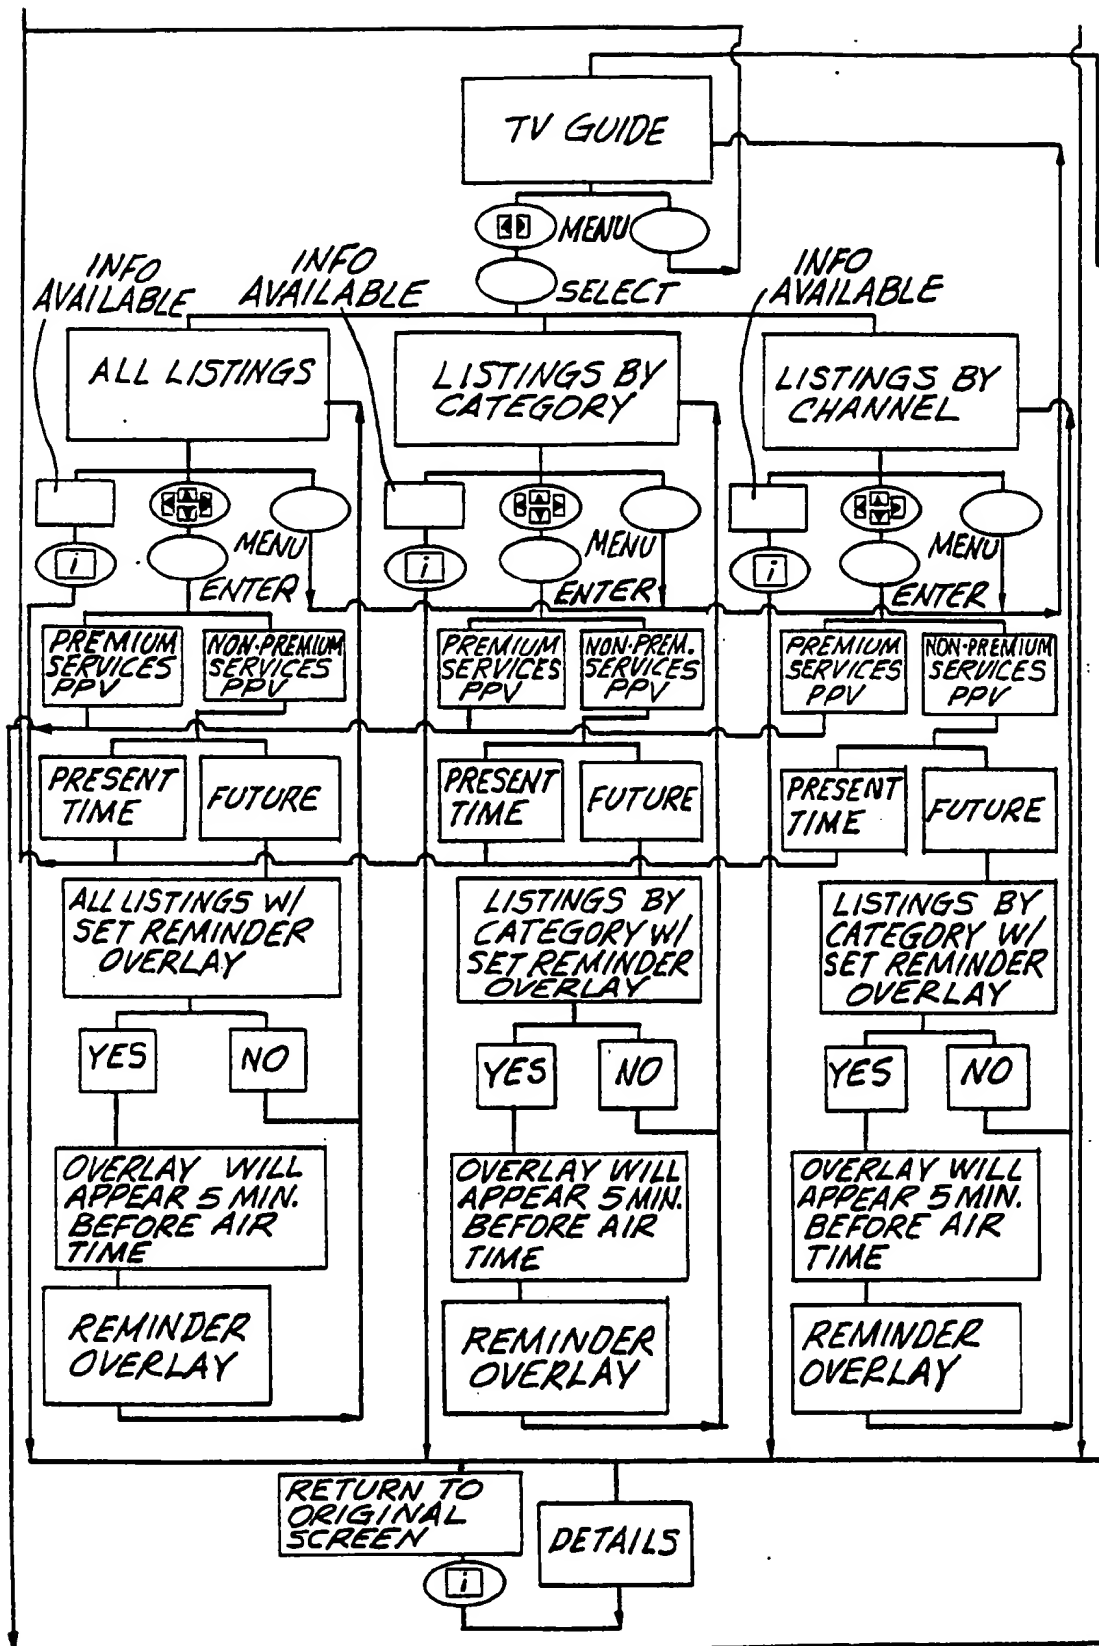 TV GUIDE
MENU
SELECT
INFO
AVAILABLE
INFO
AVAILABLE
INFO
AVAILABLE
ALL LISTINGS
LISTINGS BY
CATEGORY
LISTINGS BY
CHANNEL
i
MENU
ENTER
i
MENU
ENTER
i
MENU
ENTER
PREMIUM
SERVICES
PPV
NON-PREMIUM
SERVICES
PPV
PREMIUM
SERVICES
PPV
NON-PREM.
SERVICES
PPV
PREMIUM
SERVICES
PPV
NON-PREMIUM
SERVICES
PPV
PRESENT
TIME
FUTURE
PRESENT
TIME
FUTURE
PRESENT
TIME
FUTURE
ALL LISTINGS W/
SET REMINDER
OVERLAY
LISTINGS BY
CATEGORY W/
SET REMINDER
OVERLAY
LISTINGS BY
CATEGORY W/
SET REMINDER
OVERLAY
YES
NO
YES
NO
YES
NO
OVERLAY WILL
APPEAR 5 MIN.
BEFORE AIR
TIME
OVERLAY WILL
APPEAR 5 MIN.
BEFORE AIR
TIME
OVERLAY WILL
APPEAR 5 MIN.
BEFORE AIR
TIME
REMINDER
OVERLAY
REMINDER
OVERLAY
REMINDER
OVERLAY
RETURN TO
ORIGINAL
SCREEN
i
DETAILS